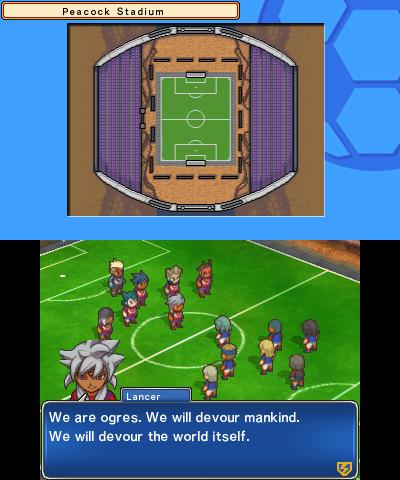 Peacock Stadium
Lancer
We are ogres. We will devour mankind.
We will devour the world itself.